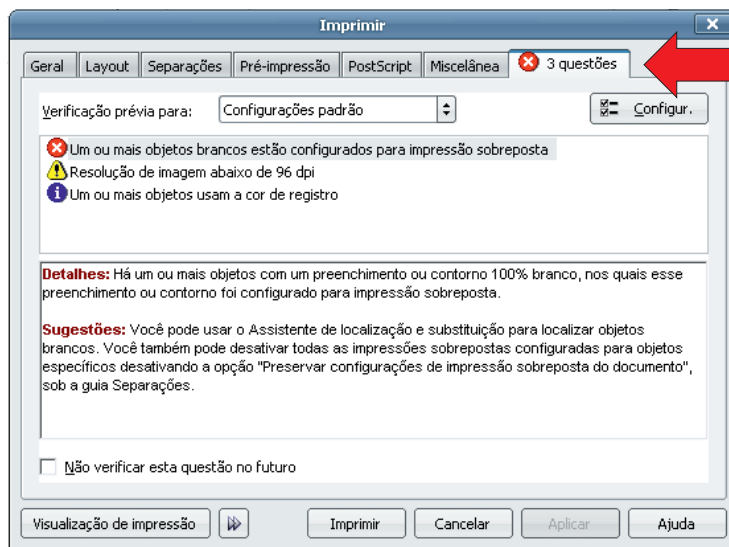 Imprimir
Geral Layout Separações Pré-impressão PostScript Miscelânea 3 questões
Verificação prévia para: Configurações padrão Configur.
Um ou mais objetos brancos estão configurados para impressão sobreposta
Resolução de imagem abaixo de 96 dpi
Um ou mais objetos usam a cor de registro
Detalhes: Há um ou mais objetos com um preenchimento ou contorno 100% branco, nos quais esse
preenchimento ou contorno foi configurado para impressão sobreposta.
Sugestões: Você pode usar o Assistente de localização e substituição para localizar objetos
brancos. Você também pode desativar todas as impressões sobrepostas configuradas para objetos
específicos desativando a opção "Preservar configurações de impressão sobreposta do documento",
sob a guia Separações.
Não verificar esta questão no futuro
Visualização de impressão Imprimir Cancelar Aplicar Ajuda